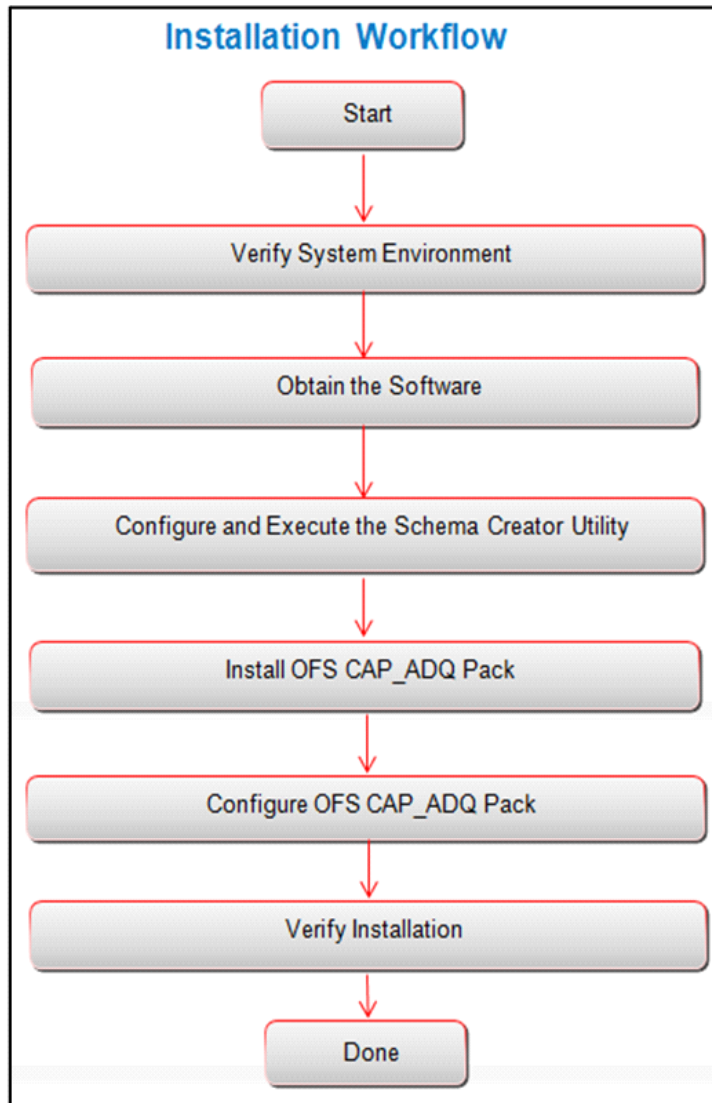 Installation Workflow
Start
Verify System Environment
Obtain the Software
Configure and Execute the Schema Creator Utility
Install OFS CAP_ADQ Pack
Configure OFS CAP_ADQ Pack
Verify Installation
Done